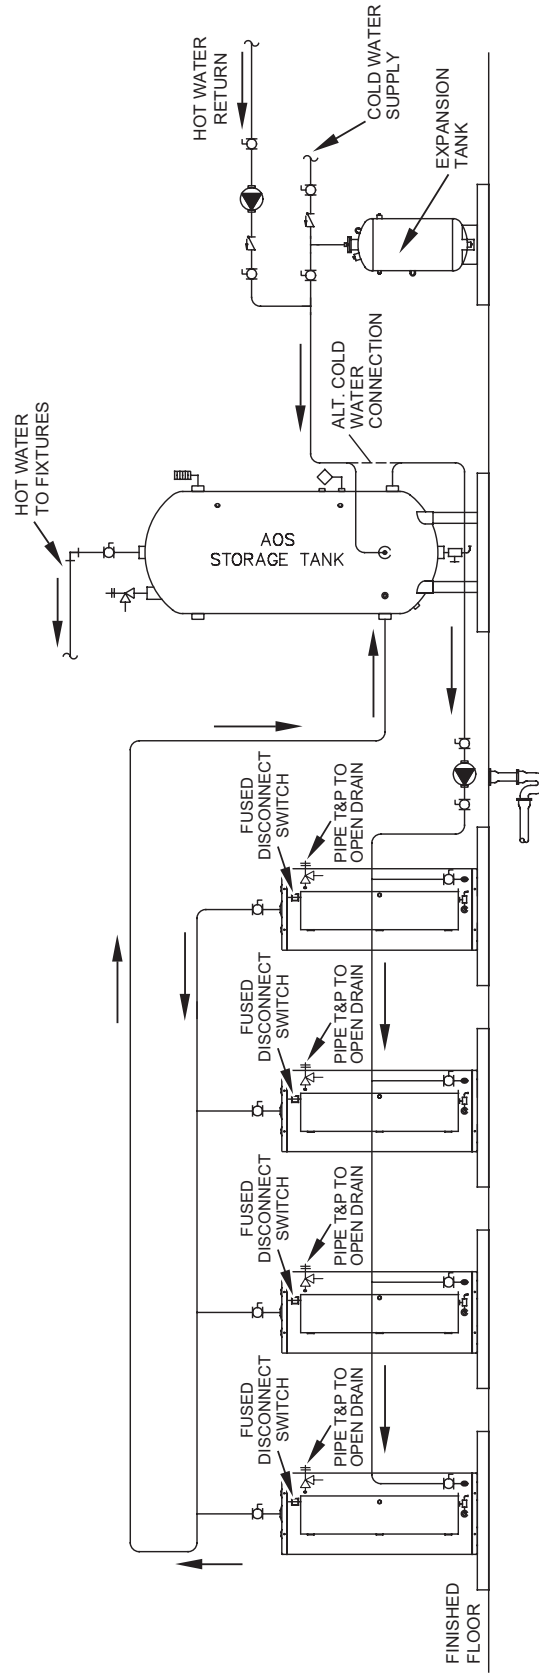 HOT WATER
TO FIXTURES
HOT WATER
RETURN
COLD WATER
SUPPLY
AOS
STORAGE TANK
ALT. COLD
WATER
CONNECTION
EXPANSION
TANK
FUSED
DISCONNECT
SWITCH
PIPE T&P TO
OPEN DRAIN
FUSED
DISCONNECT
SWITCH
PIPE T&P TO
OPEN DRAIN
FUSED
DISCONNECT
SWITCH
PIPE T&P TO
OPEN DRAIN
FUSED
DISCONNECT
SWITCH
PIPE T&P TO
OPEN DRAIN
FINISHED
FLOOR